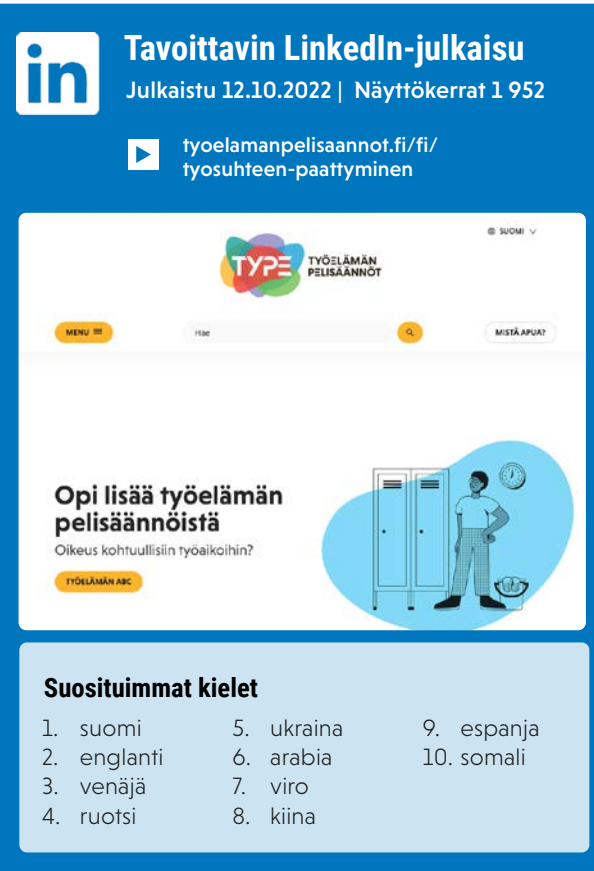 in
Tavoittavin LinkedIn-julkaisu
Julkaistu 12.10.2022 | Näyttökerrat 1 952
tyoelamanpelisaannot.fi/fi/
tyosuhteen-paattyminen
SUOMI
TYPE
TYÖELÄMÄN
PELISÄÄNNÖT
MENU
Hae
MISTÄ APUA?
Opi lisää työelämän
pelisäännöistä
Oikeus kohtuullisiin työaikoihin?
TYÖELÄMÄN ABC
Suosituimmat kielet
1. suomi
2. englanti
3. venäjä
4. ruotsi
5. ukraina
6. arabia
7. viro
8. kiina
9. espanja
10. somali